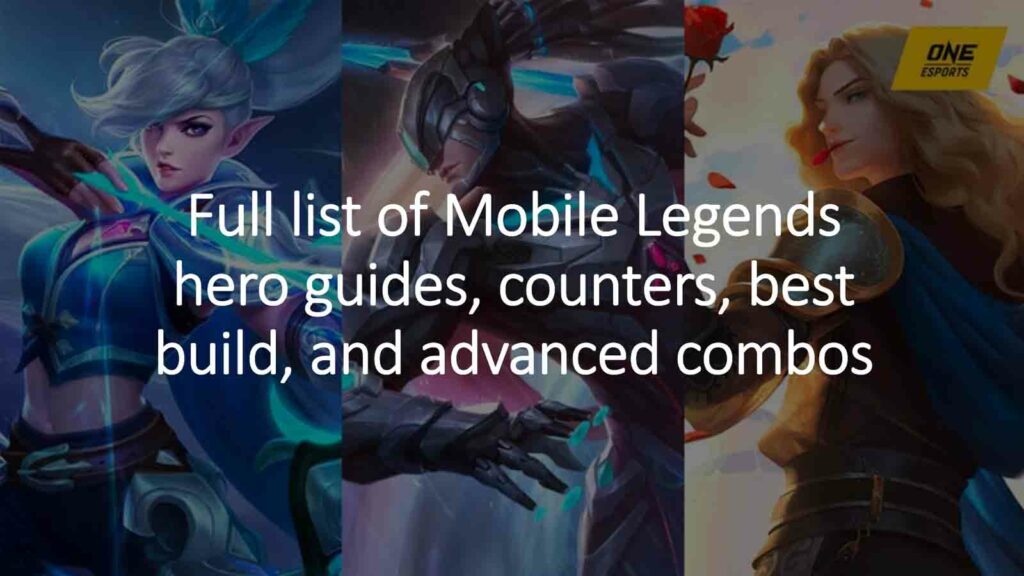 ONE
ESPORTS
Full list of Mobile Legends
hero guides, counters, best
build, and advanced combos